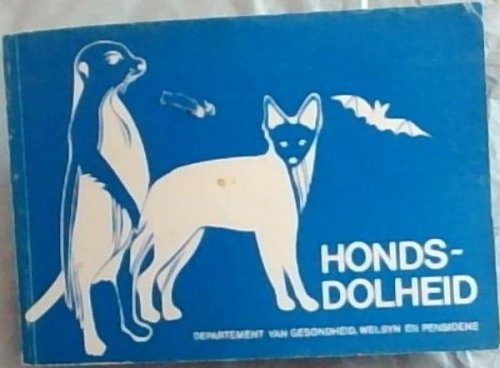 HONDS-
DOLHEID
DEPARTEMENT VAN GESONDHEID, WELSYN EN PENSIOENE